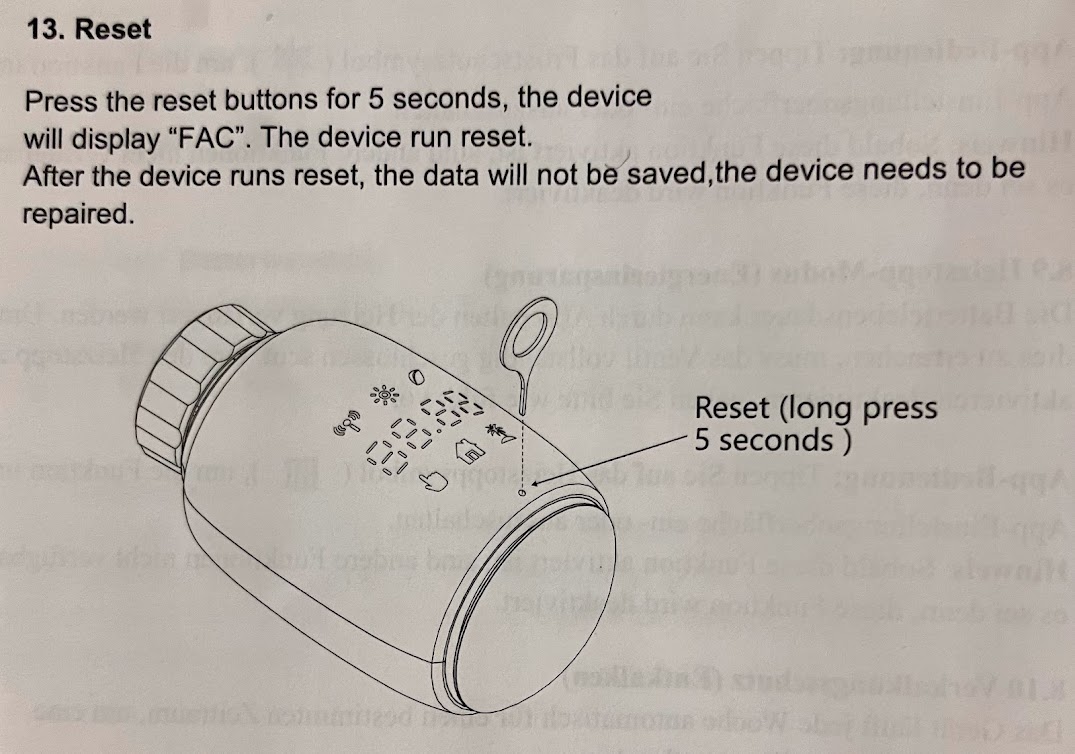 13. Reset
Press the reset buttons for 5 seconds, the device
will display “FAC”. The device run reset.
After the device runs reset, the data will not be saved,the device needs to be
repaired.
Reset (long press
5 seconds )